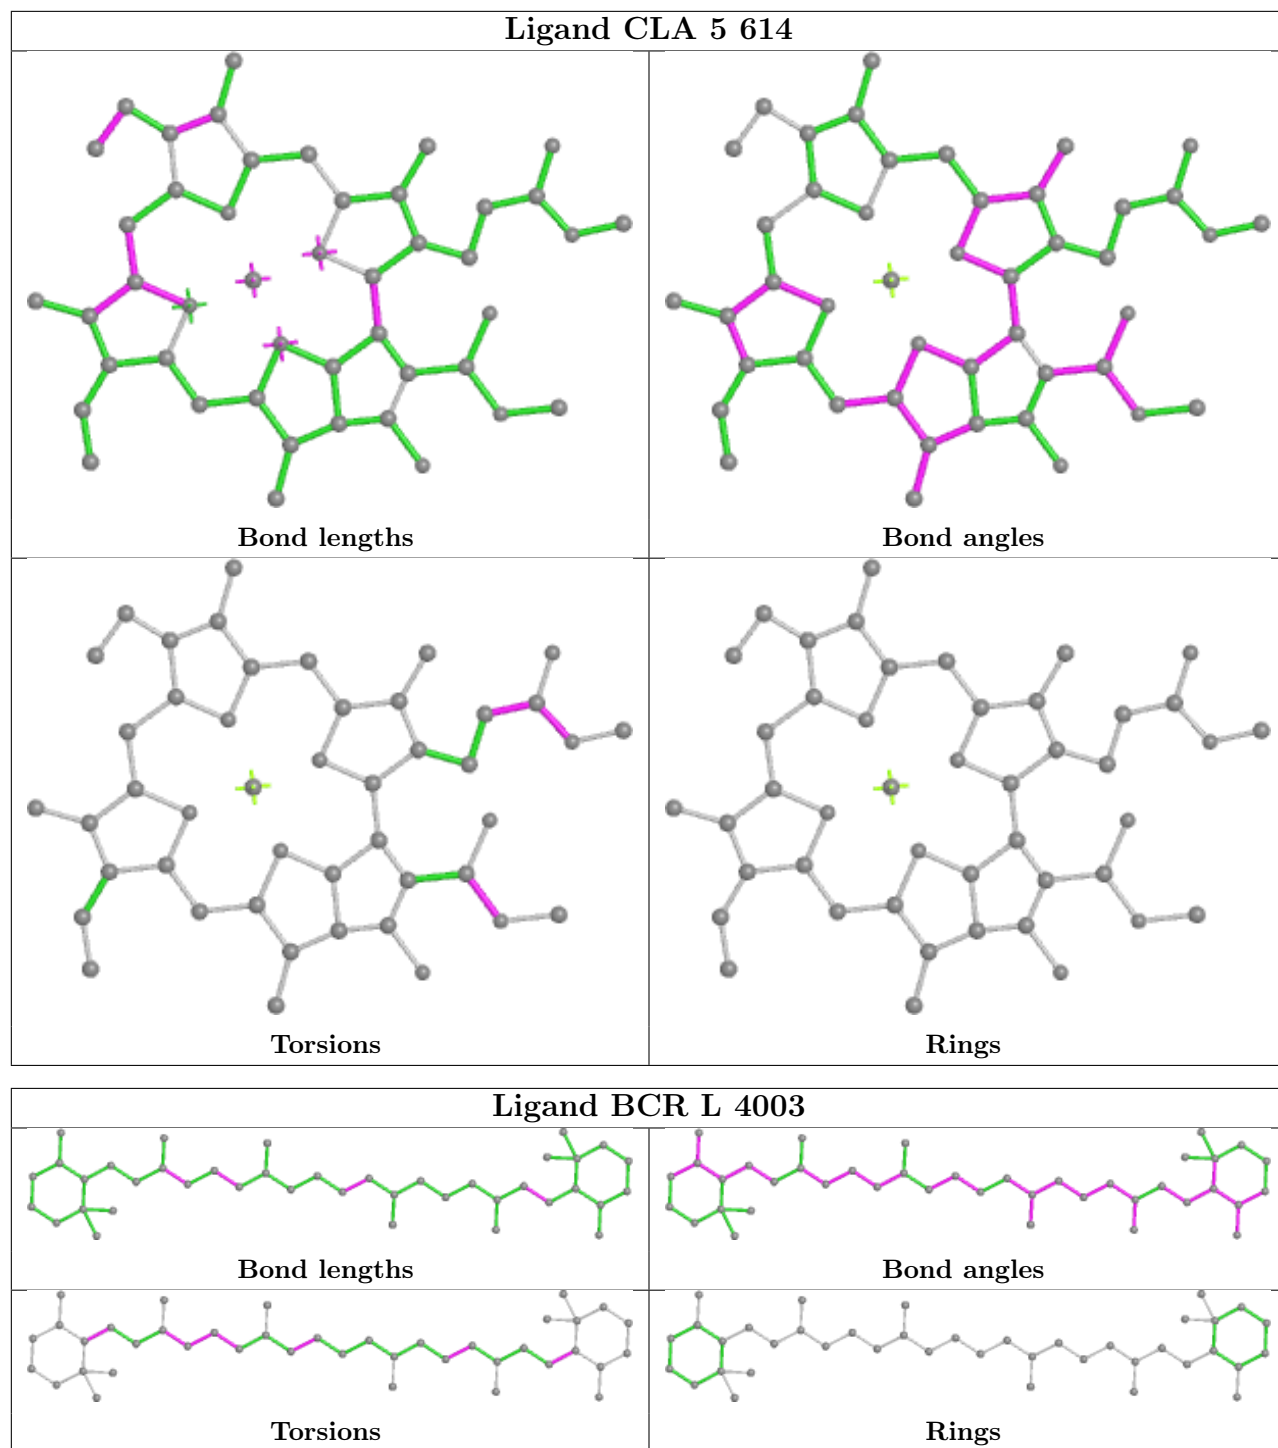 Ligand CLA 5 614
Bond lengths
Bond angles
Torsions
Rings
Ligand BCR L 4003
Bond lengths
Bond angles
Torsions
Rings